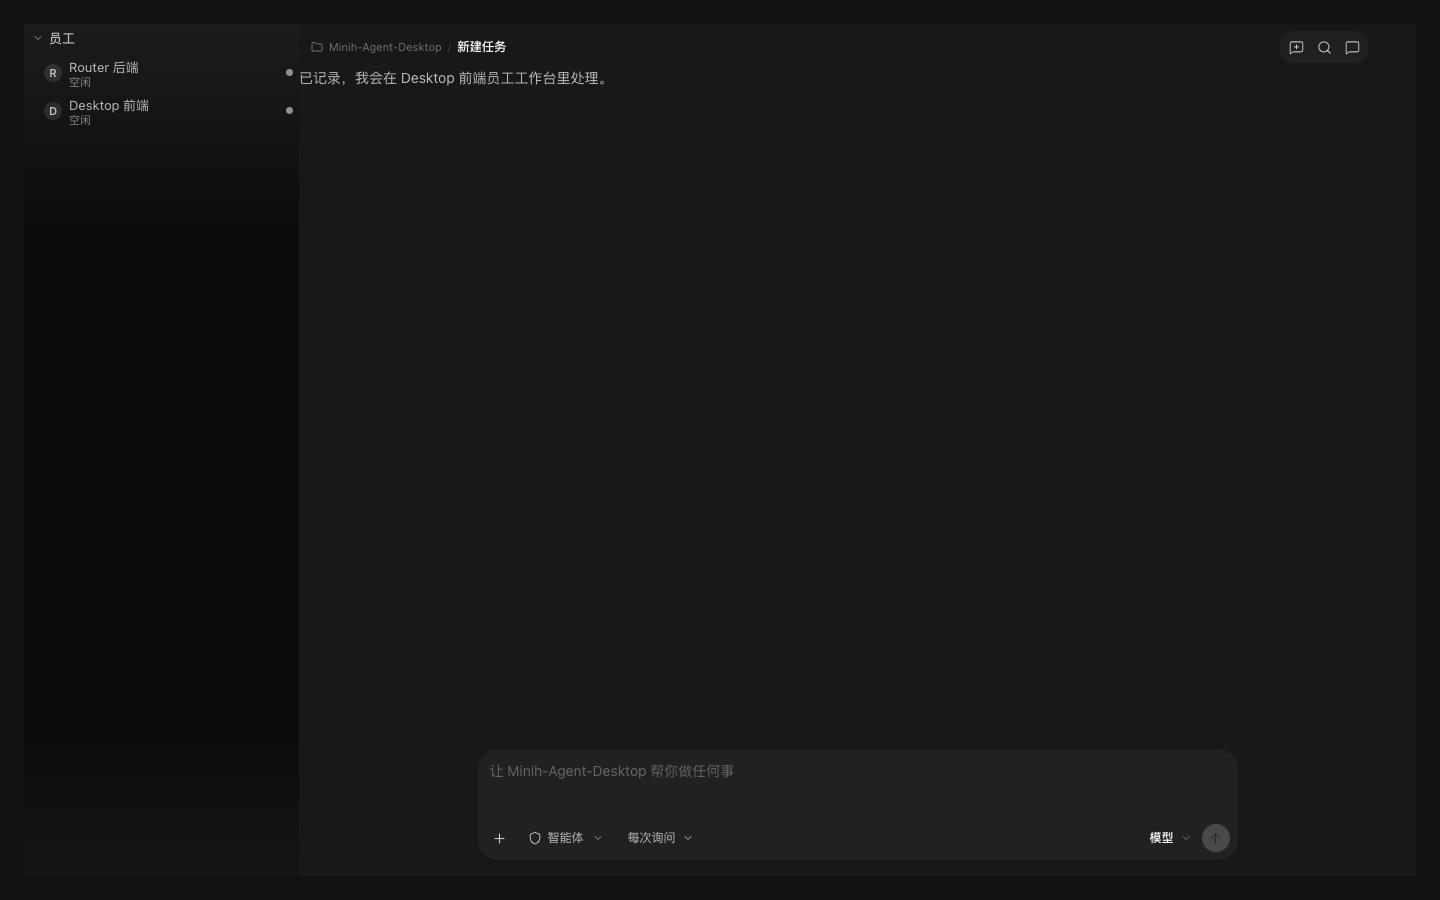 员工
R
Router 后端
空闲
D
Desktop 前端
空闲
Minih-Agent-Desktop / 新建任务
已记录，我会在 Desktop 前端员工工作台里处理。
让 Minih-Agent-Desktop 帮你做任何事
智能体
每次询问
模型